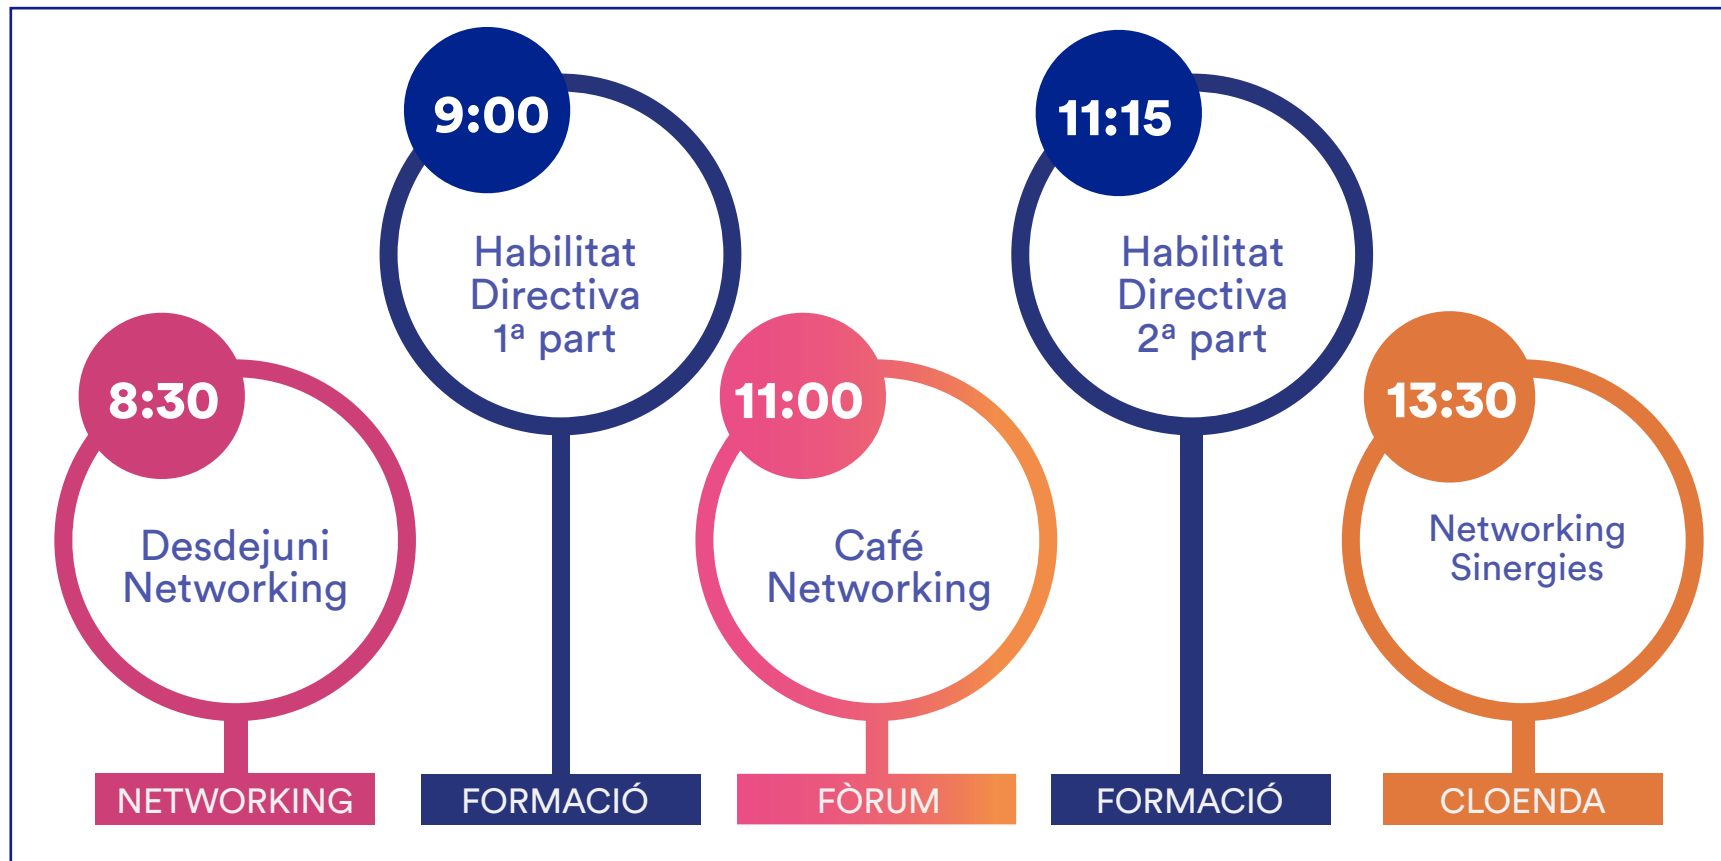 8:30
Desdejuni
Networking
NETWORKING
9:00
Habilitat
Directiva
1ª part
FORMACIÓ
11:00
Café
Networking
FÒRUM
11:15
Habilitat
Directiva
2ª part
FORMACIÓ
13:30
Networking
Sinergies
CLOENDA